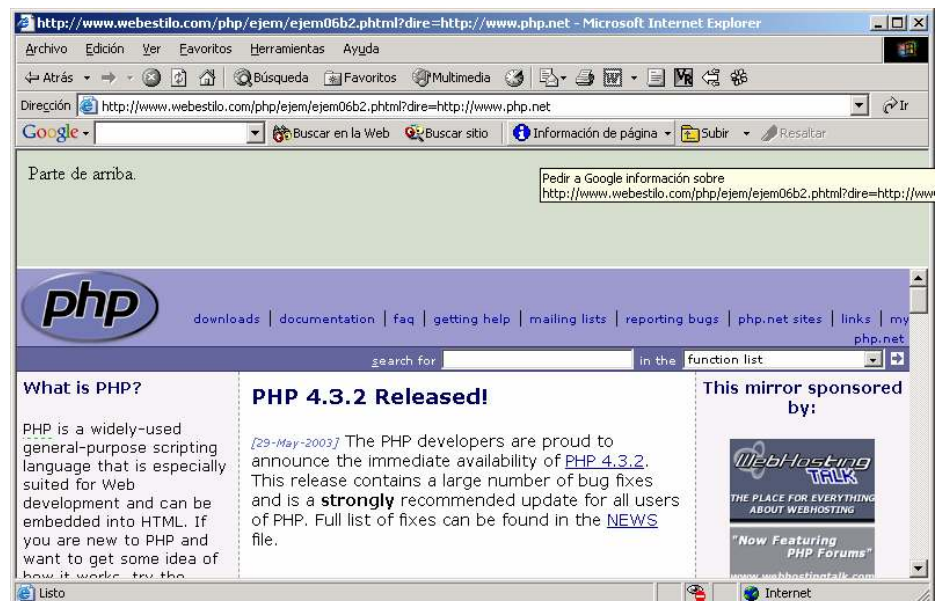 http://www.webestilo.com/php/ejem/ejem06b2.phtml?dire=http://www.php.net - Microsoft Internet Explorer
Archivo Edición Ver Favoritos Herramientas Ayuda
Atrás Búsqueda Favoritos Multimedia
Dirección http://www.webestilo.com/php/ejem/ejem06b2.phtml?dire=http://www.php.net Ir
Google Buscar en la Web Buscar sitio Información de página Subir Resaltar
Parte de arriba.
Pedir a Google información sobre
http://www.webestilo.com/php/ejem/ejem06b2.phtml?dire=http://www
php
downloads | documentation | faq | getting help | mailing lists | reporting bugs | php.net sites | links | my
php.net
search for in the function list
What is PHP?
PHP is a widely-used
general-purpose scripting
language that is especially
suited for Web
development and can be
embedded into HTML. If
you are new to PHP and
want to get some idea of
how it works, try the
PHP 4.3.2 Released!
[29-May-2003] The PHP developers are proud to
announce the immediate availability of PHP 4.3.2.
This release contains a large number of bug fixes
and is a strongly recommended update for all users
of PHP. Full list of fixes can be found in the NEWS
file.
This mirror sponsored
by:
WebHosting
TALK
THE PLACE FOR EVERYTHING
ABOUT WEBHOSTING
"Now Featuring
PHP Forums"
www.webhostingtalk.com
Listo Internet